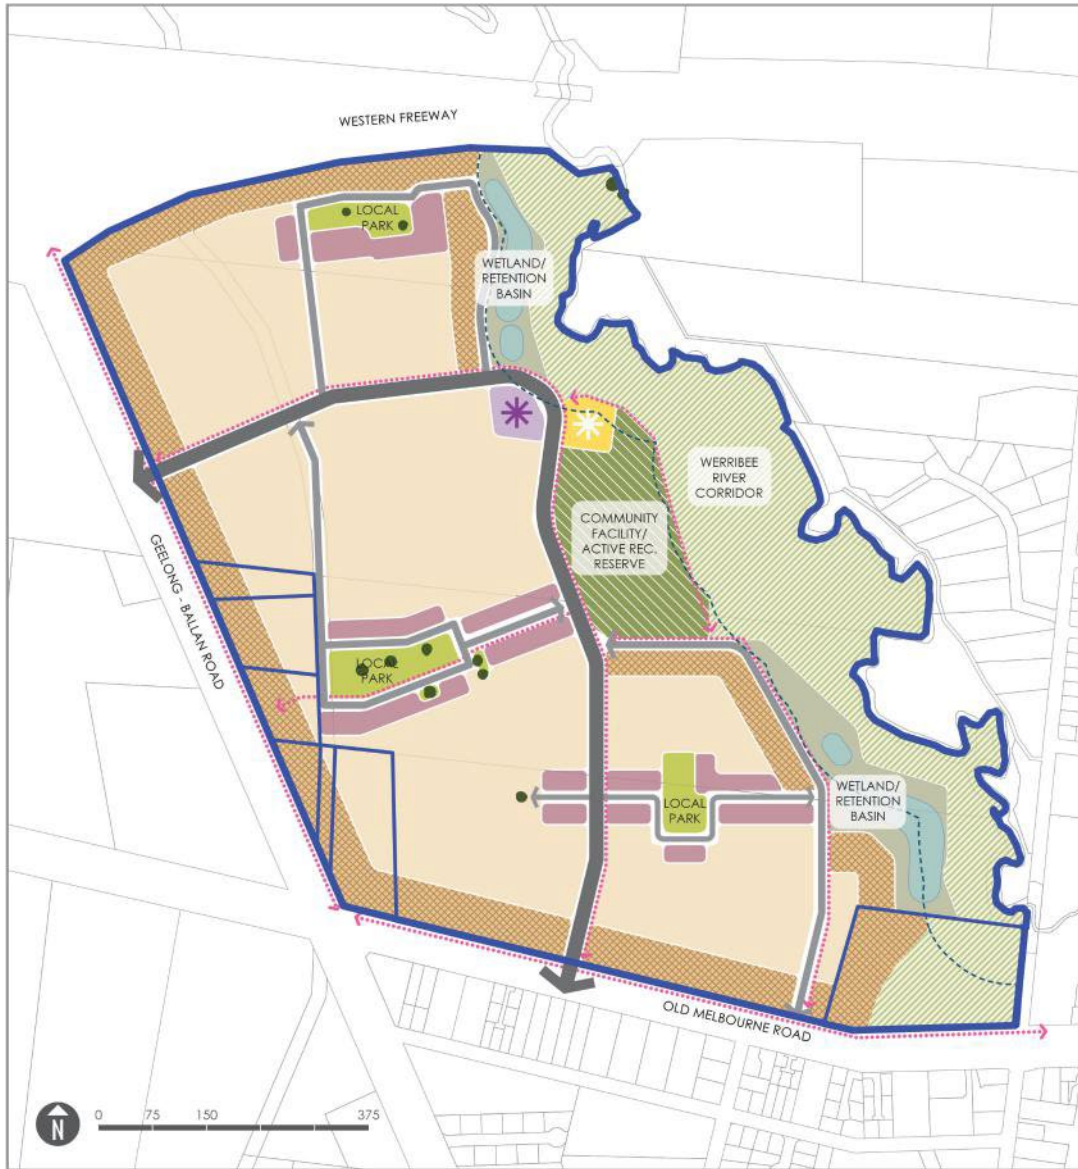 WESTERN FREEWAY
LOCAL
PARK
WETLAND/
RETENTION
BASIN
WERRIBEE
RIVER
CORRIDOR
COMMUNITY
FACILITY/
ACTIVE REC.
RESERVE
GEELONG - BALLAN ROAD
LOCAL
PARK
WETLAND/
RETENTION
BASIN
LOCAL
PARK
OLD MELBOURNE ROAD
N
0 75 150 375